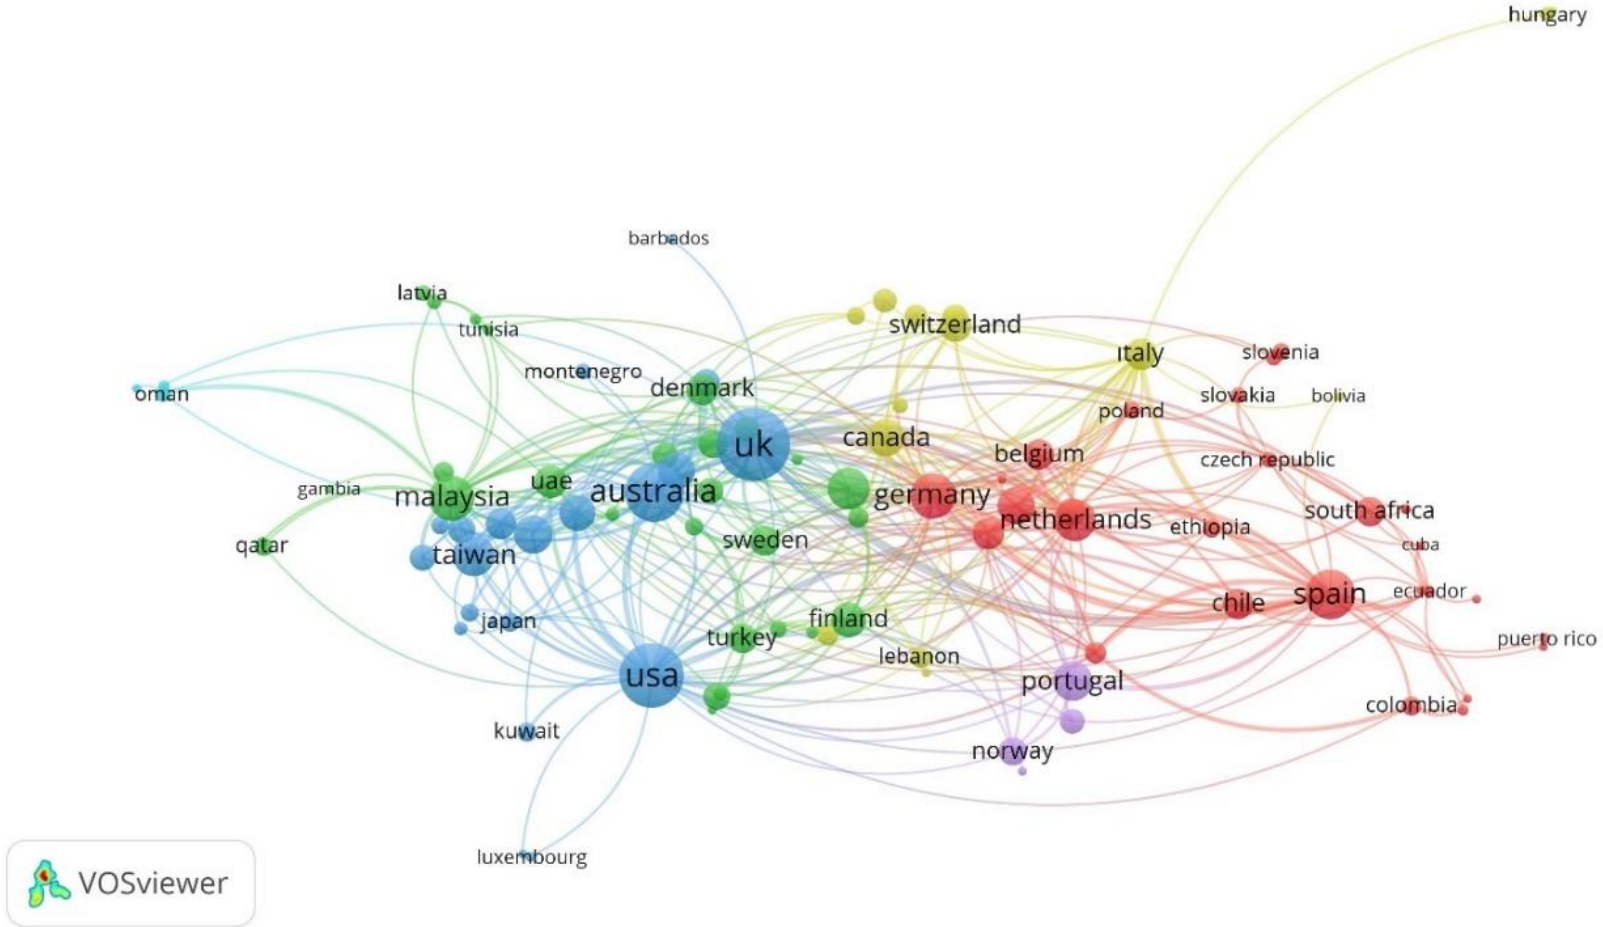 hungary
barbados
latvia
tunisia
switzerland
italy
slovenia
montenegro
denmark
oman
slovakia
bolivia
poland
uk
canada
belgium
czech republic
gambia
malaysia
uae
australia
germany
netherlands
south africa
ethiopia
qatar
taiwan
sweden
cuba
spain
chile
ecuador
japan
finland
turkey
puerto rico
lebanon
usa
portugal
colombia
kuwait
norway
luxembourg
VOSviewer